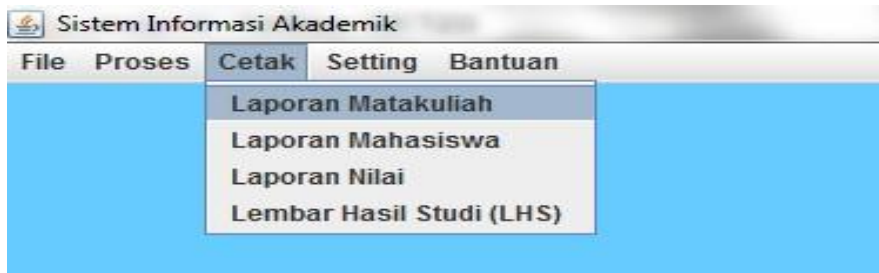 Sistem Informasi Akademik
File Proses Cetak Setting Bantuan
Laporan Matakuliah
Laporan Mahasiswa
Laporan Nilai
Lembar Hasil Studi (LHS)